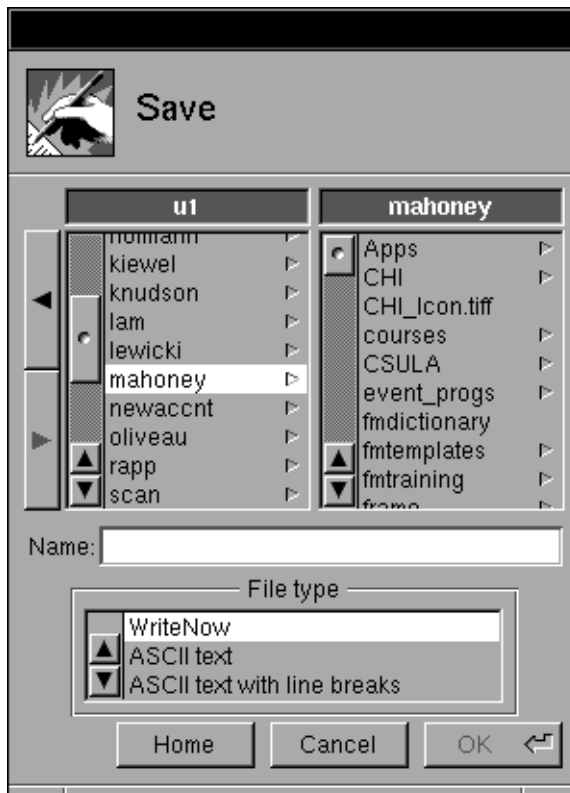 Save
u1
mahoney
kiewel
knudson
lam
lewicki
mahoney
newaccnt
oliveau
rapp
scan
Apps
CHI
CHI_Icon.tiff
courses
CSULA
event_progs
fmdictionary
fmtemplates
fmtraining
frame
Name:
File type
WriteNow
ASCII text
ASCII text with line breaks
Home
Cancel
OK